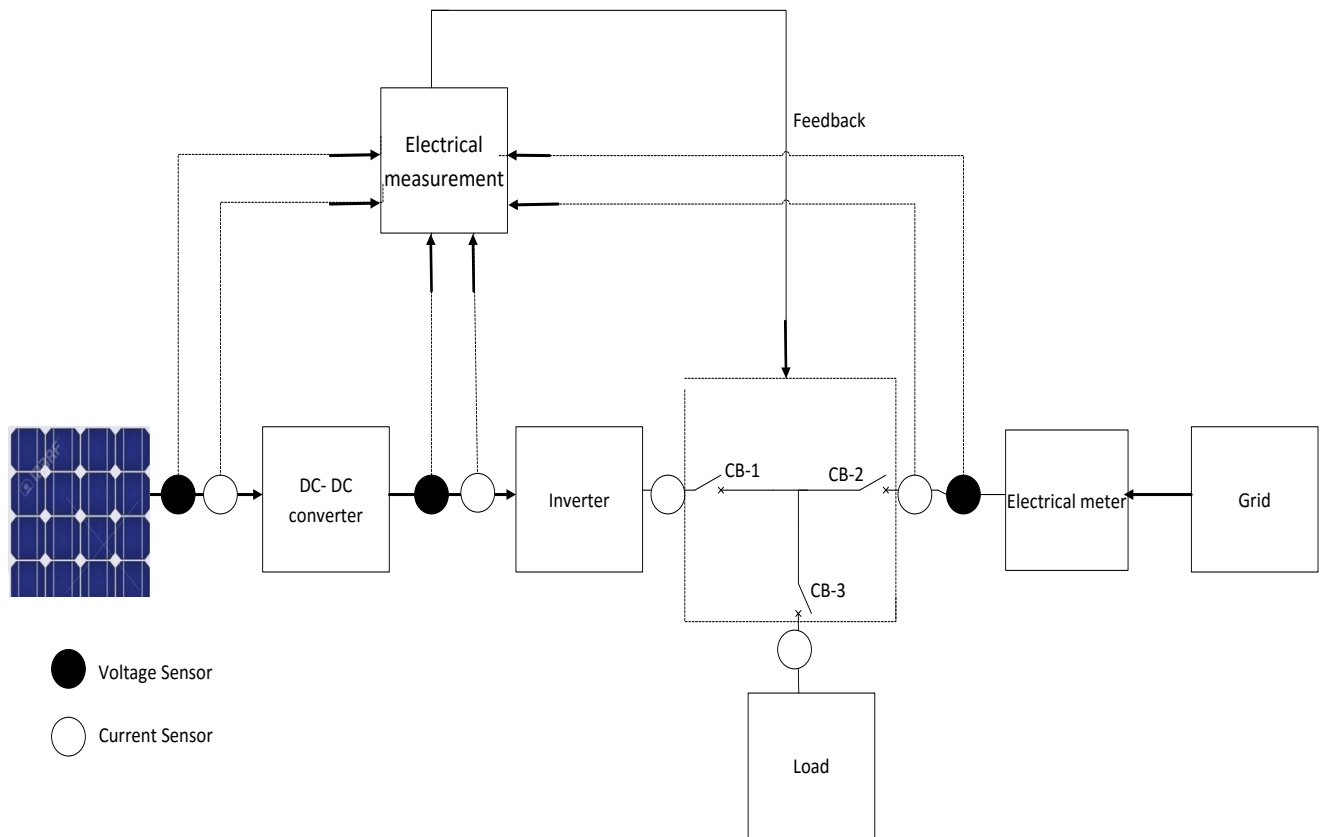 Electrical
measurement
Feedback
CB-1
CB-2
DC- DC
converter
Inverter
Electrical meter
Grid
CB-3
Voltage Sensor
Current Sensor
Load